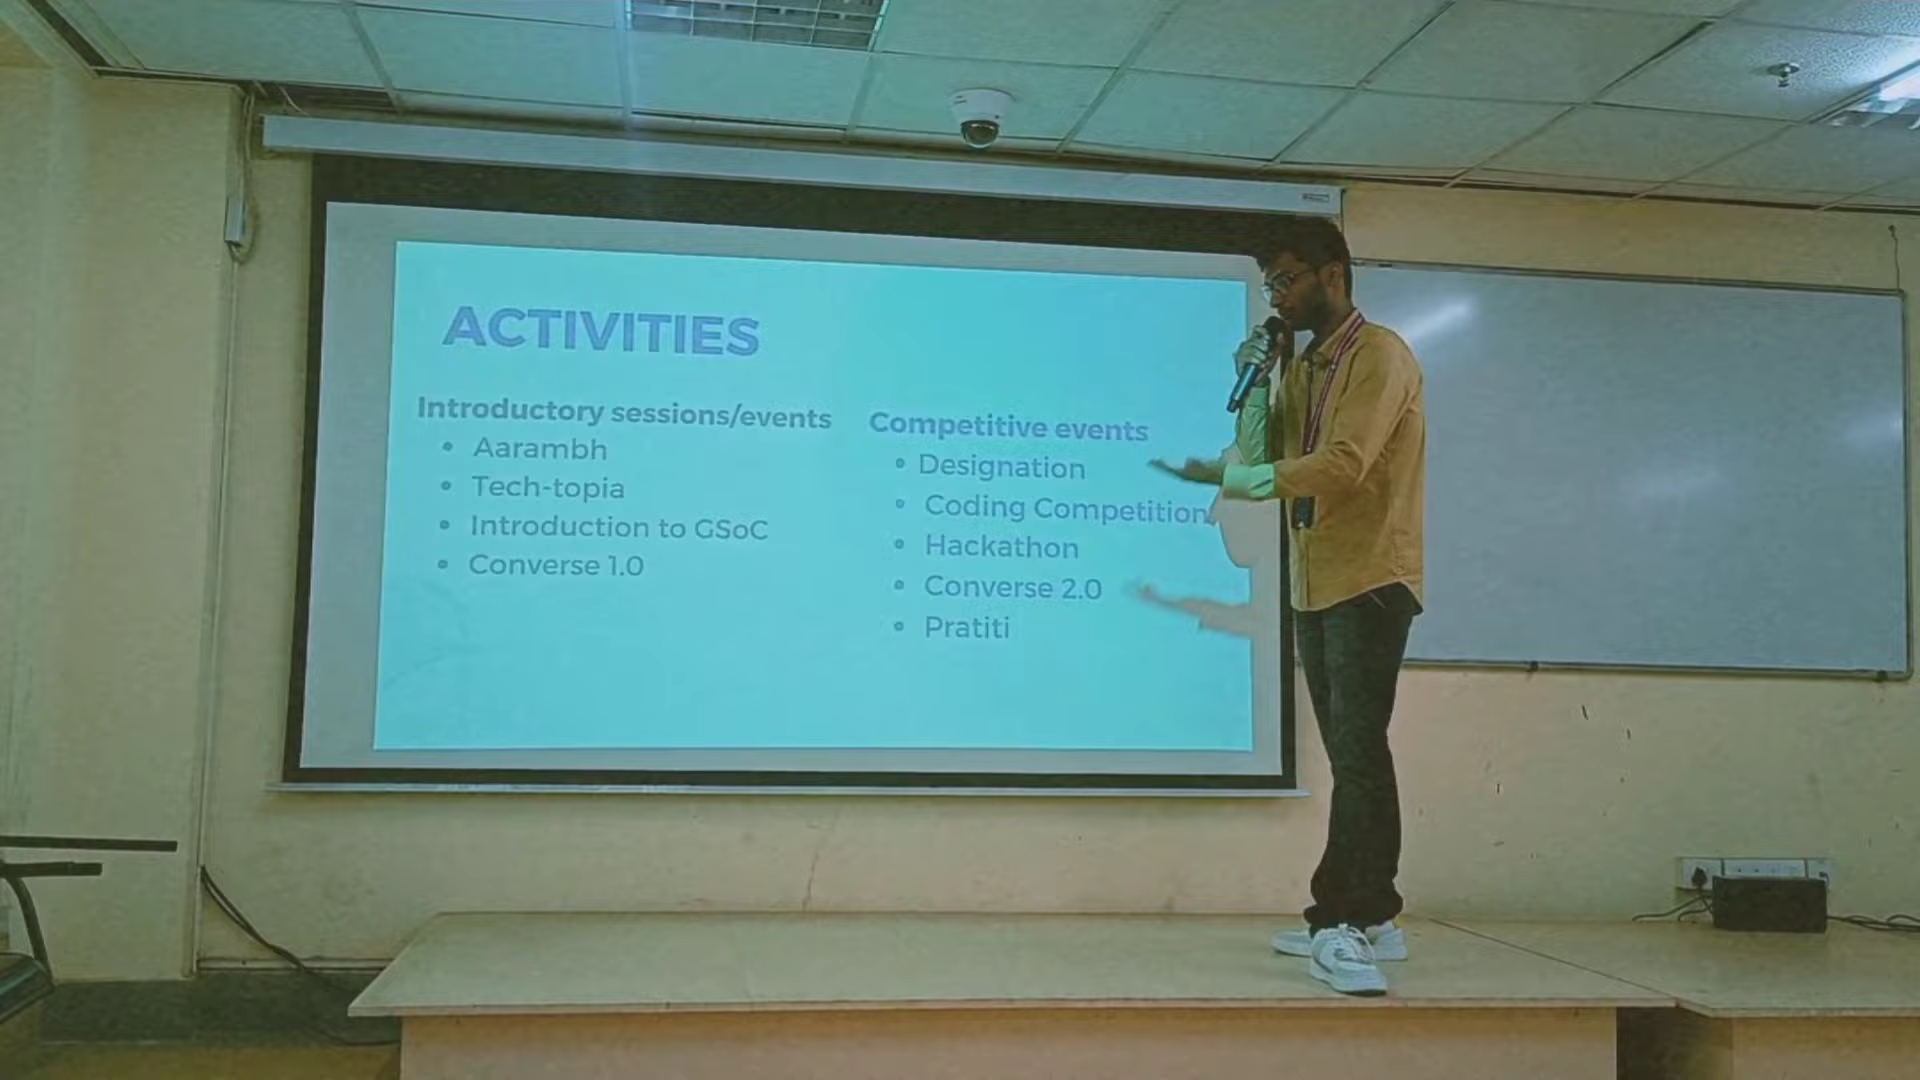 ACTIVITIES
Introductory sessions/events
Aarambh
Tech-topia
Introduction to GSoC
Converse 1.0
Competitive events
Designation
Coding Competition
Hackathon
Converse 2.0
Pratiti